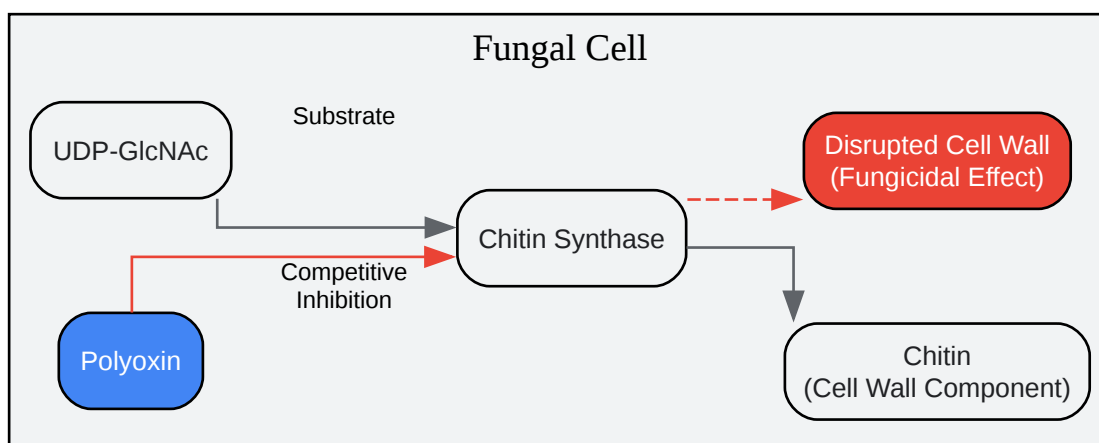 Fungal Cell
Substrate
UDP-GlcNAc
Disrupted Cell Wall
(Fungicidal Effect)
Chitin Synthase
Competitive
Inhibition
Polyoxin
Chitin
(Cell Wall Component)